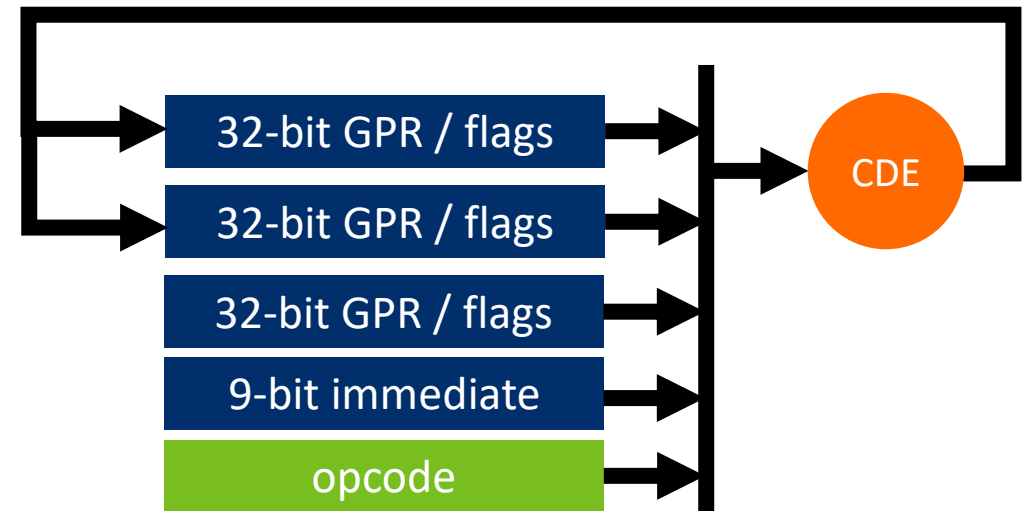 32-bit GPR / flags
32-bit GPR / flags
32-bit GPR / flags
9-bit immediate
opcode
CDE